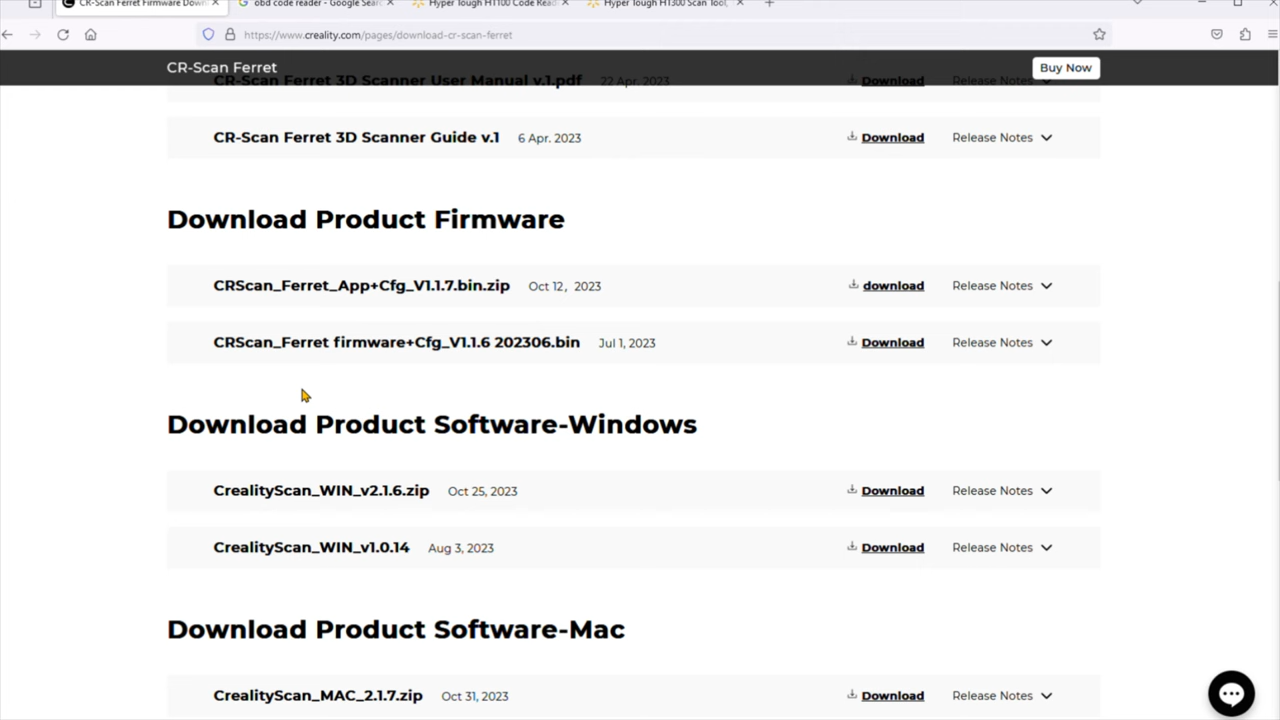 CR-Scan Ferret Firmware Down
obd code reader - Google Sear
Hyper Tough HT100 Code Read
Hyper Tough HT300 Scan Tool,
https://www.creality.com/pages/download-cr-scan-ferret
CR-Scan Ferret
Buy Now
CR-Scan Ferret 3D Scanner User Manual v.1.pdf 22 Apr. 2023 Download Release Notes
CR-Scan Ferret 3D Scanner Guide v.1 6 Apr. 2023 Download Release Notes
Download Product Firmware
CRScan_Ferret_App+Cfg_V1.1.7.bin.zip Oct 12, 2023 download Release Notes
CRScan_Ferret firmware+Cfg_V1.1.6 202306.bin Jul 1, 2023 Download Release Notes
Download Product Software-Windows
CrealityScan_WIN_v2.1.6.zip Oct 25, 2023 Download Release Notes
CrealityScan_WIN_v1.0.14 Aug 3, 2023 Download Release Notes
Download Product Software-Mac
CrealityScan_MAC_2.1.7.zip Oct 31, 2023 Download Release Notes